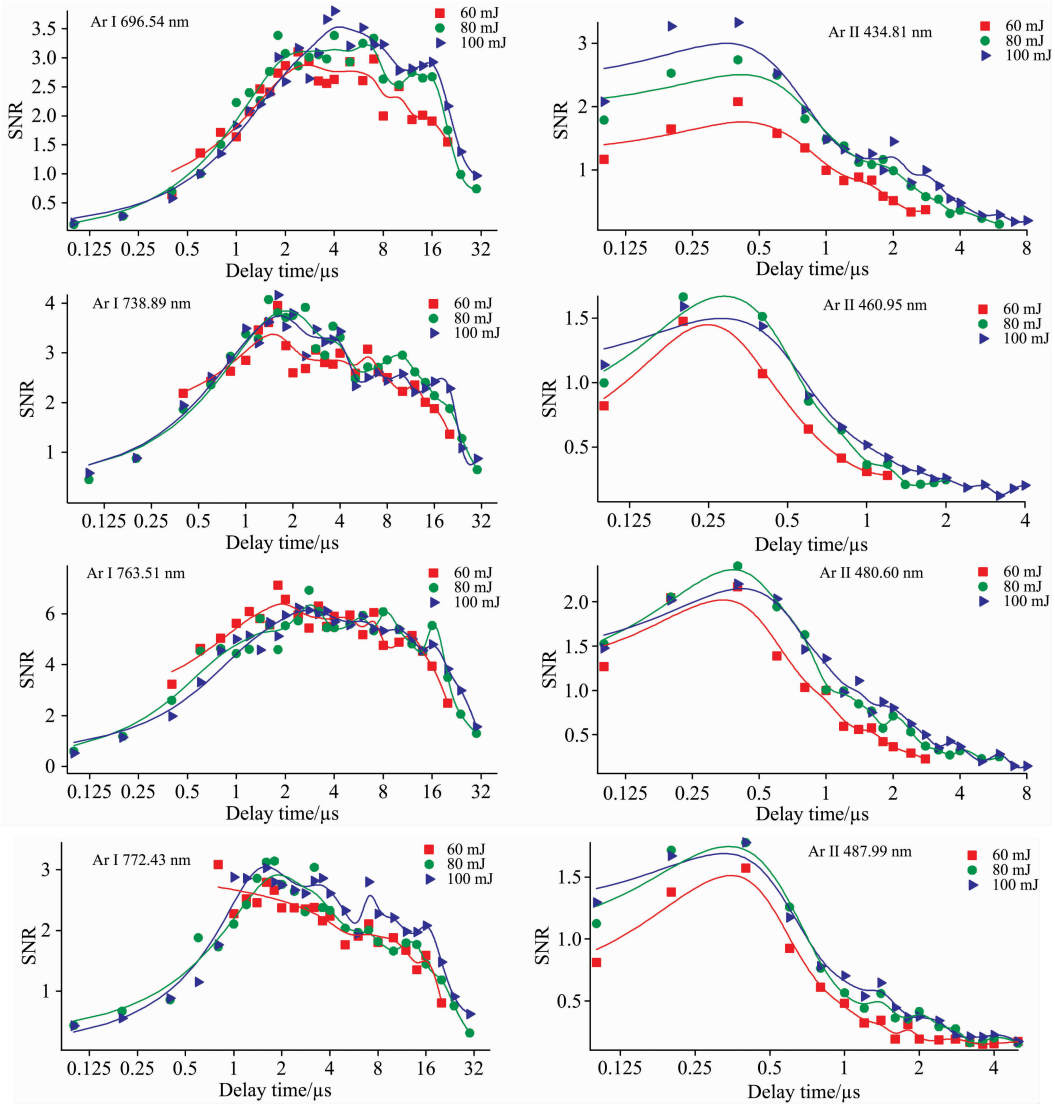 Ar I 696.54 nm
60 mJ
80 mJ
100 mJ
SNR
3.5
3.0
2.5
2.0
1.5
1.0
0.5
0.125 0.25 0.5 1 2 4 8 16 32
Delay time/µs
Ar II 434.81 nm
60 mJ
80 mJ
100 mJ
SNR
3
2
1
0.125 0.25 0.5 1 2 4 8
Delay time/µs
Ar I 738.89 nm
60 mJ
80 mJ
100 mJ
SNR
4
3
2
1
0.125 0.25 0.5 1 2 4 8 16 32
Delay time/µs
Ar II 460.95 nm
60 mJ
80 mJ
100 mJ
SNR
1.5
1.0
0.5
0.125 0.25 0.5 1 2 4
Delay time/µs
Ar I 763.51 nm
60 mJ
80 mJ
100 mJ
SNR
6
4
2
0
0.125 0.25 0.5 1 2 4 8 16 32
Delay time/µs
Ar II 480.60 nm
60 mJ
80 mJ
100 mJ
SNR
2.0
1.5
1.0
0.5
0.125 0.25 0.5 1 2 4 8
Delay time/µs
Ar I 772.43 nm
60 mJ
80 mJ
100 mJ
SNR
3
2
1
0.125 0.25 0.5 1 2 4 8 16 32
Delay time/µs
Ar II 487.99 nm
60 mJ
80 mJ
100 mJ
SNR
1.5
1.0
0.5
0.125 0.25 0.5 1 2 4
Delay time/µs